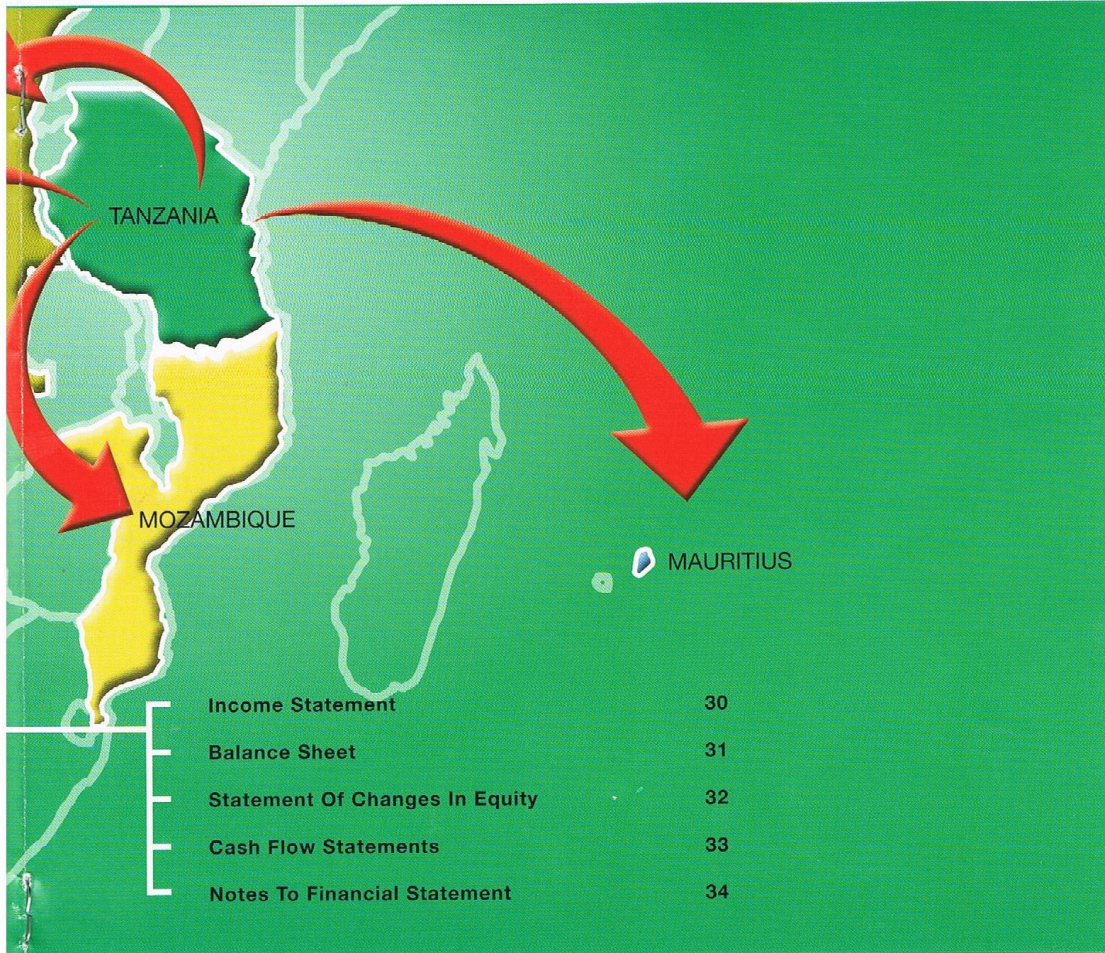 TANZANIA
MOZAMBIQUE
MAURITIUS
Income Statement 30
Balance Sheet 31
Statement Of Changes In Equity 32
Cash Flow Statements 33
Notes To Financial Statement 34